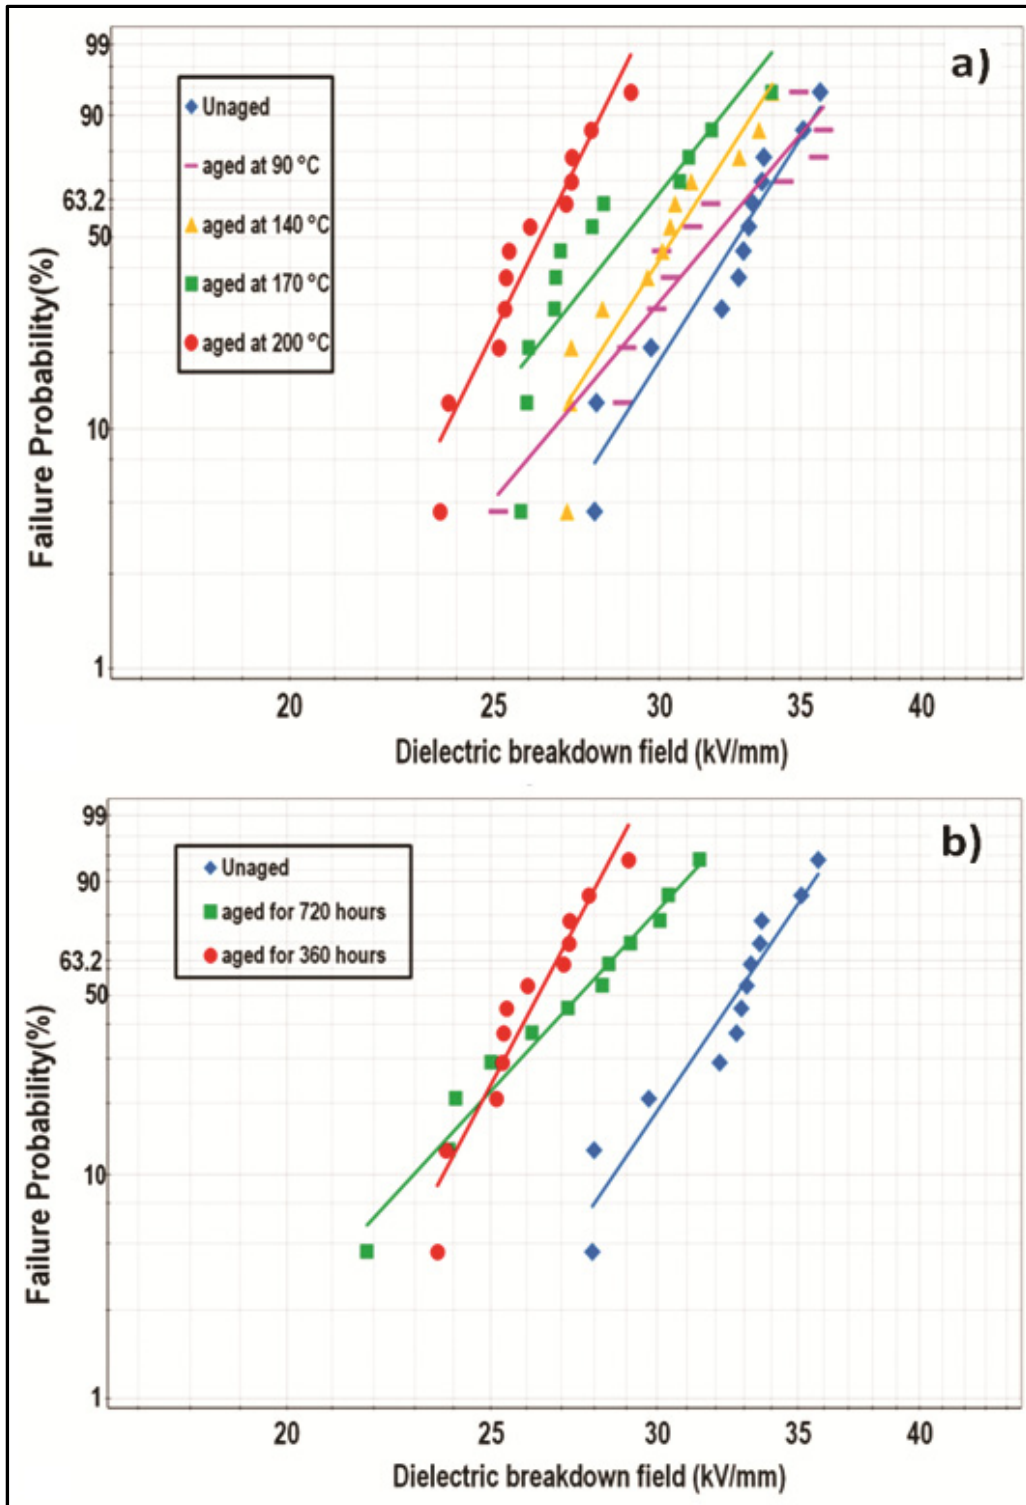 a)
99
90
63.2
50
10
1
Failure Probability(%)
Unaged
aged at 90 °C
aged at 140 °C
aged at 170 °C
aged at 200 °C
20 25 30 35 40
Dielectric breakdown field (kV/mm)
b)
99
90
63.2
50
10
1
Failure Probability(%)
Unaged
aged for 720 hours
aged for 360 hours
20 25 30 35 40
Dielectric breakdown field (kV/mm)